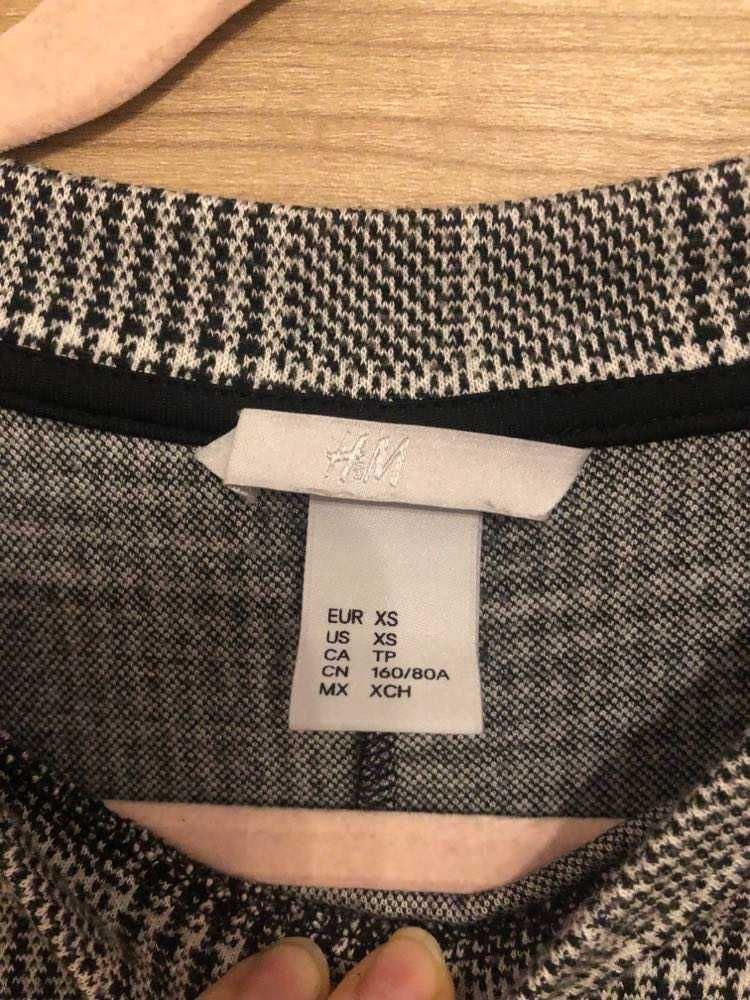 H&M
EUR XS
US XS
CA TP
CN 160/80A
MX XCH